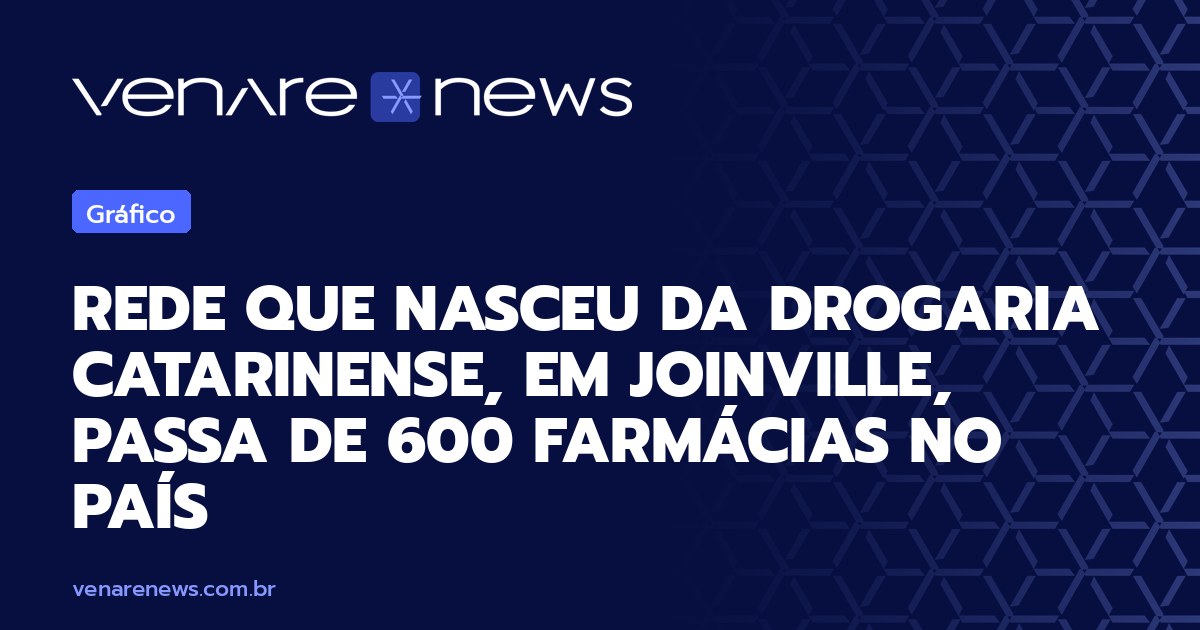 venare news
Gráfico
REDE QUE NASCEU DA DROGARIA
CATARINENSE, EM JOINVILLE,
PASSA DE 600 FARMÁCIAS NO
PAÍS
venarenews.com.br